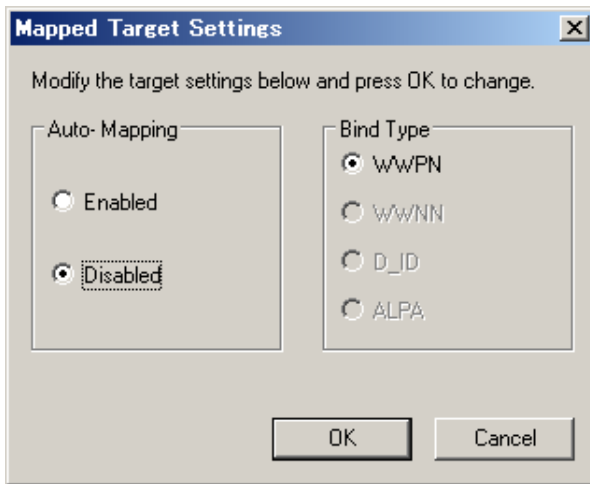 Mapped Target Settings
Modify the target settings below and press OK to change.
Auto- Mapping
Enabled
Disabled
Bind Type
WWPN
WWNN
D_ID
ALPA
OK
Cancel